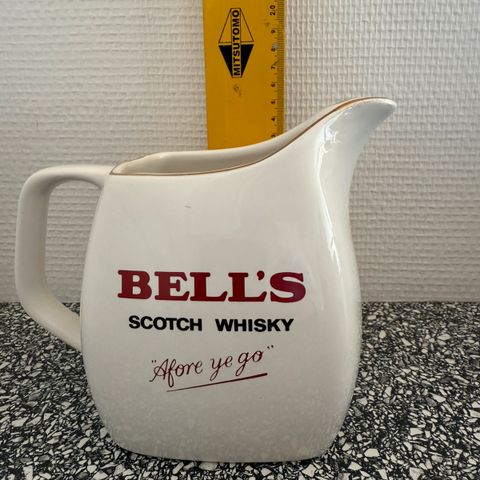 MITSUTOMO
BELL'S
SCOTCH WHISKY
"Afore ye go"